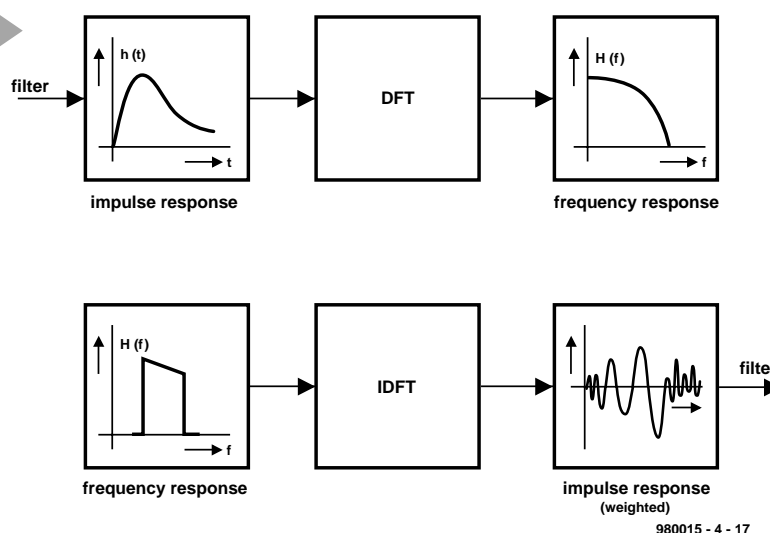 h (t)
H (f)
filter
DFT
t
f
impulse response
frequency response
H (f)
filte
IDFT
f
frequency response
impulse response
(weighted)
980015 - 4 - 17